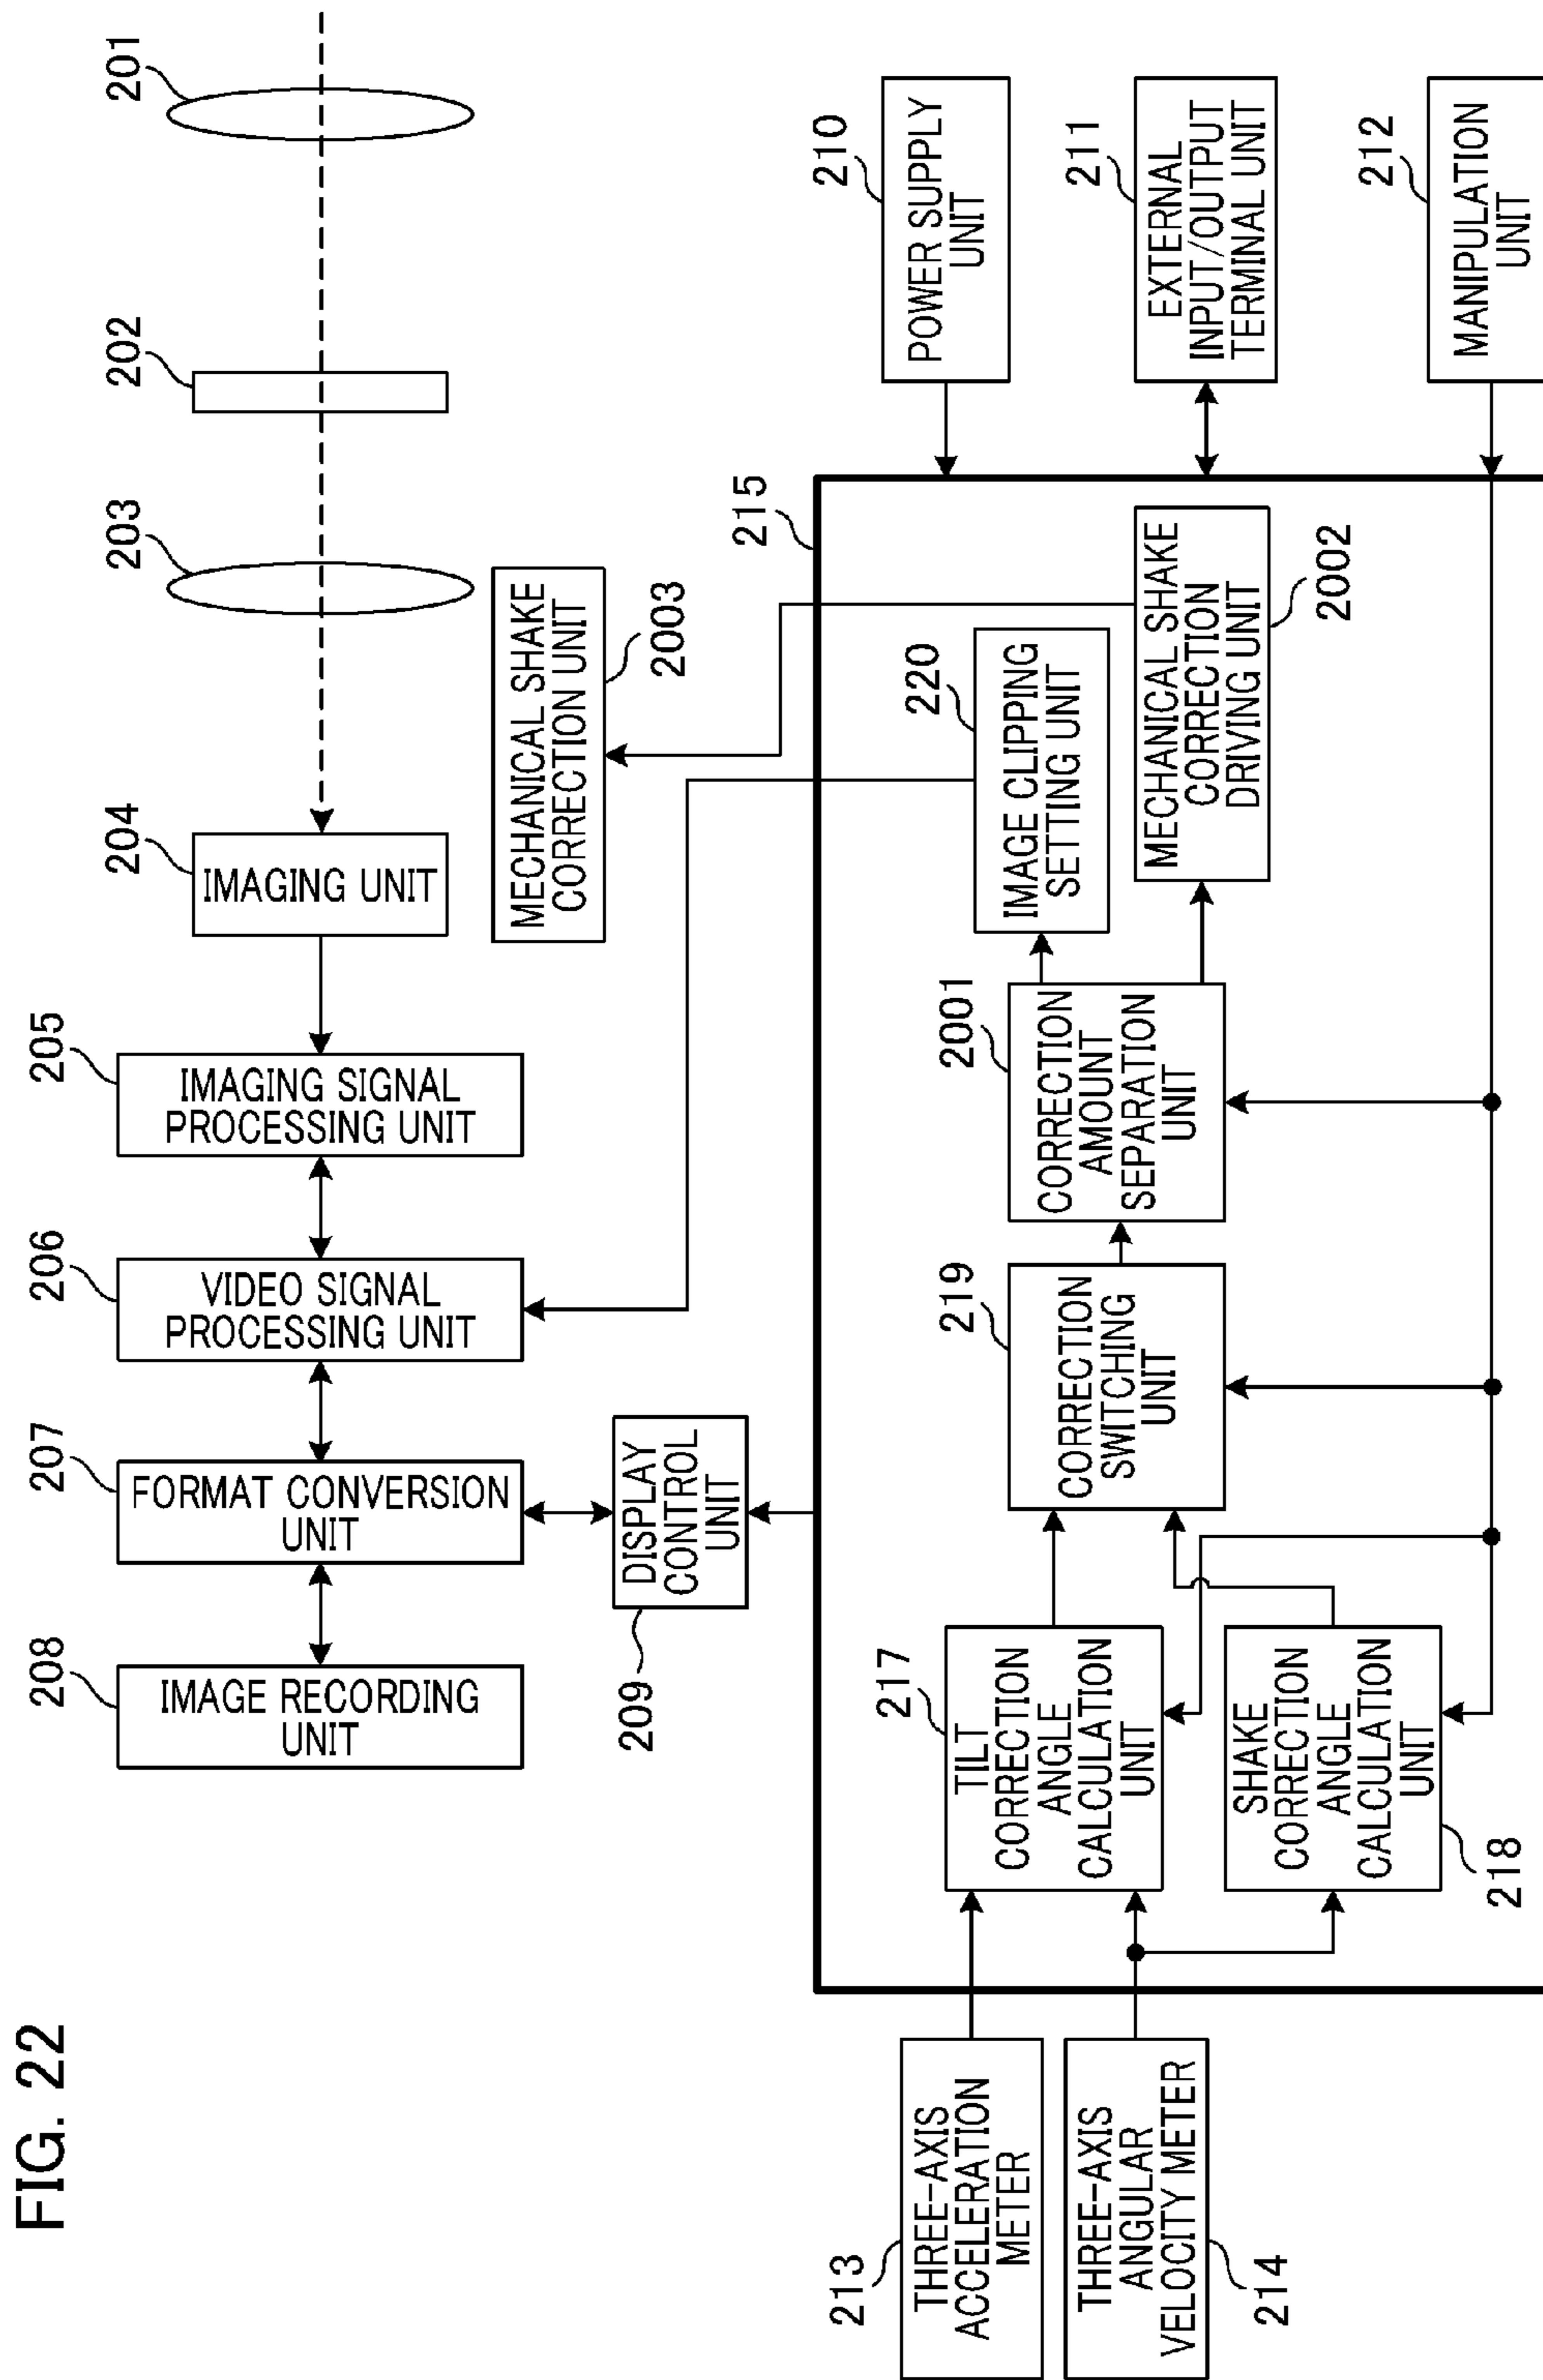 FIG. 22
208
IMAGE RECORDING
UNIT
207
FORMAT CONVERSION
UNIT
206
VIDEO SIGNAL
PROCESSING UNIT
205
IMAGING SIGNAL
PROCESSING UNIT
204
IMAGING UNIT
203
202
201
209
DISPLAY
CONTROL
UNIT
MECHANICAL SHAKE
CORRECTION UNIT
2003
215
213
THREE-AXIS
ACCELERATION
METER
THREE-AXIS
ANGULAR
VELOCITY METER
214
217
TILT
CORRECTION
ANGLE
CALCULATION
UNIT
SHAKE
CORRECTION
ANGLE
CALCULATION
UNIT
218
219
CORRECTION
SWITCHING
UNIT
2001
CORRECTION
AMOUNT
SEPARATION
UNIT
220
IMAGE CLIPPING
SETTING UNIT
MECHANICAL SHAKE
CORRECTION
DRIVING UNIT
2002
210
POWER SUPPLY
UNIT
211
EXTERNAL
INPUT/OUTPUT
TERMINAL UNIT
212
MANIPULATION
UNIT